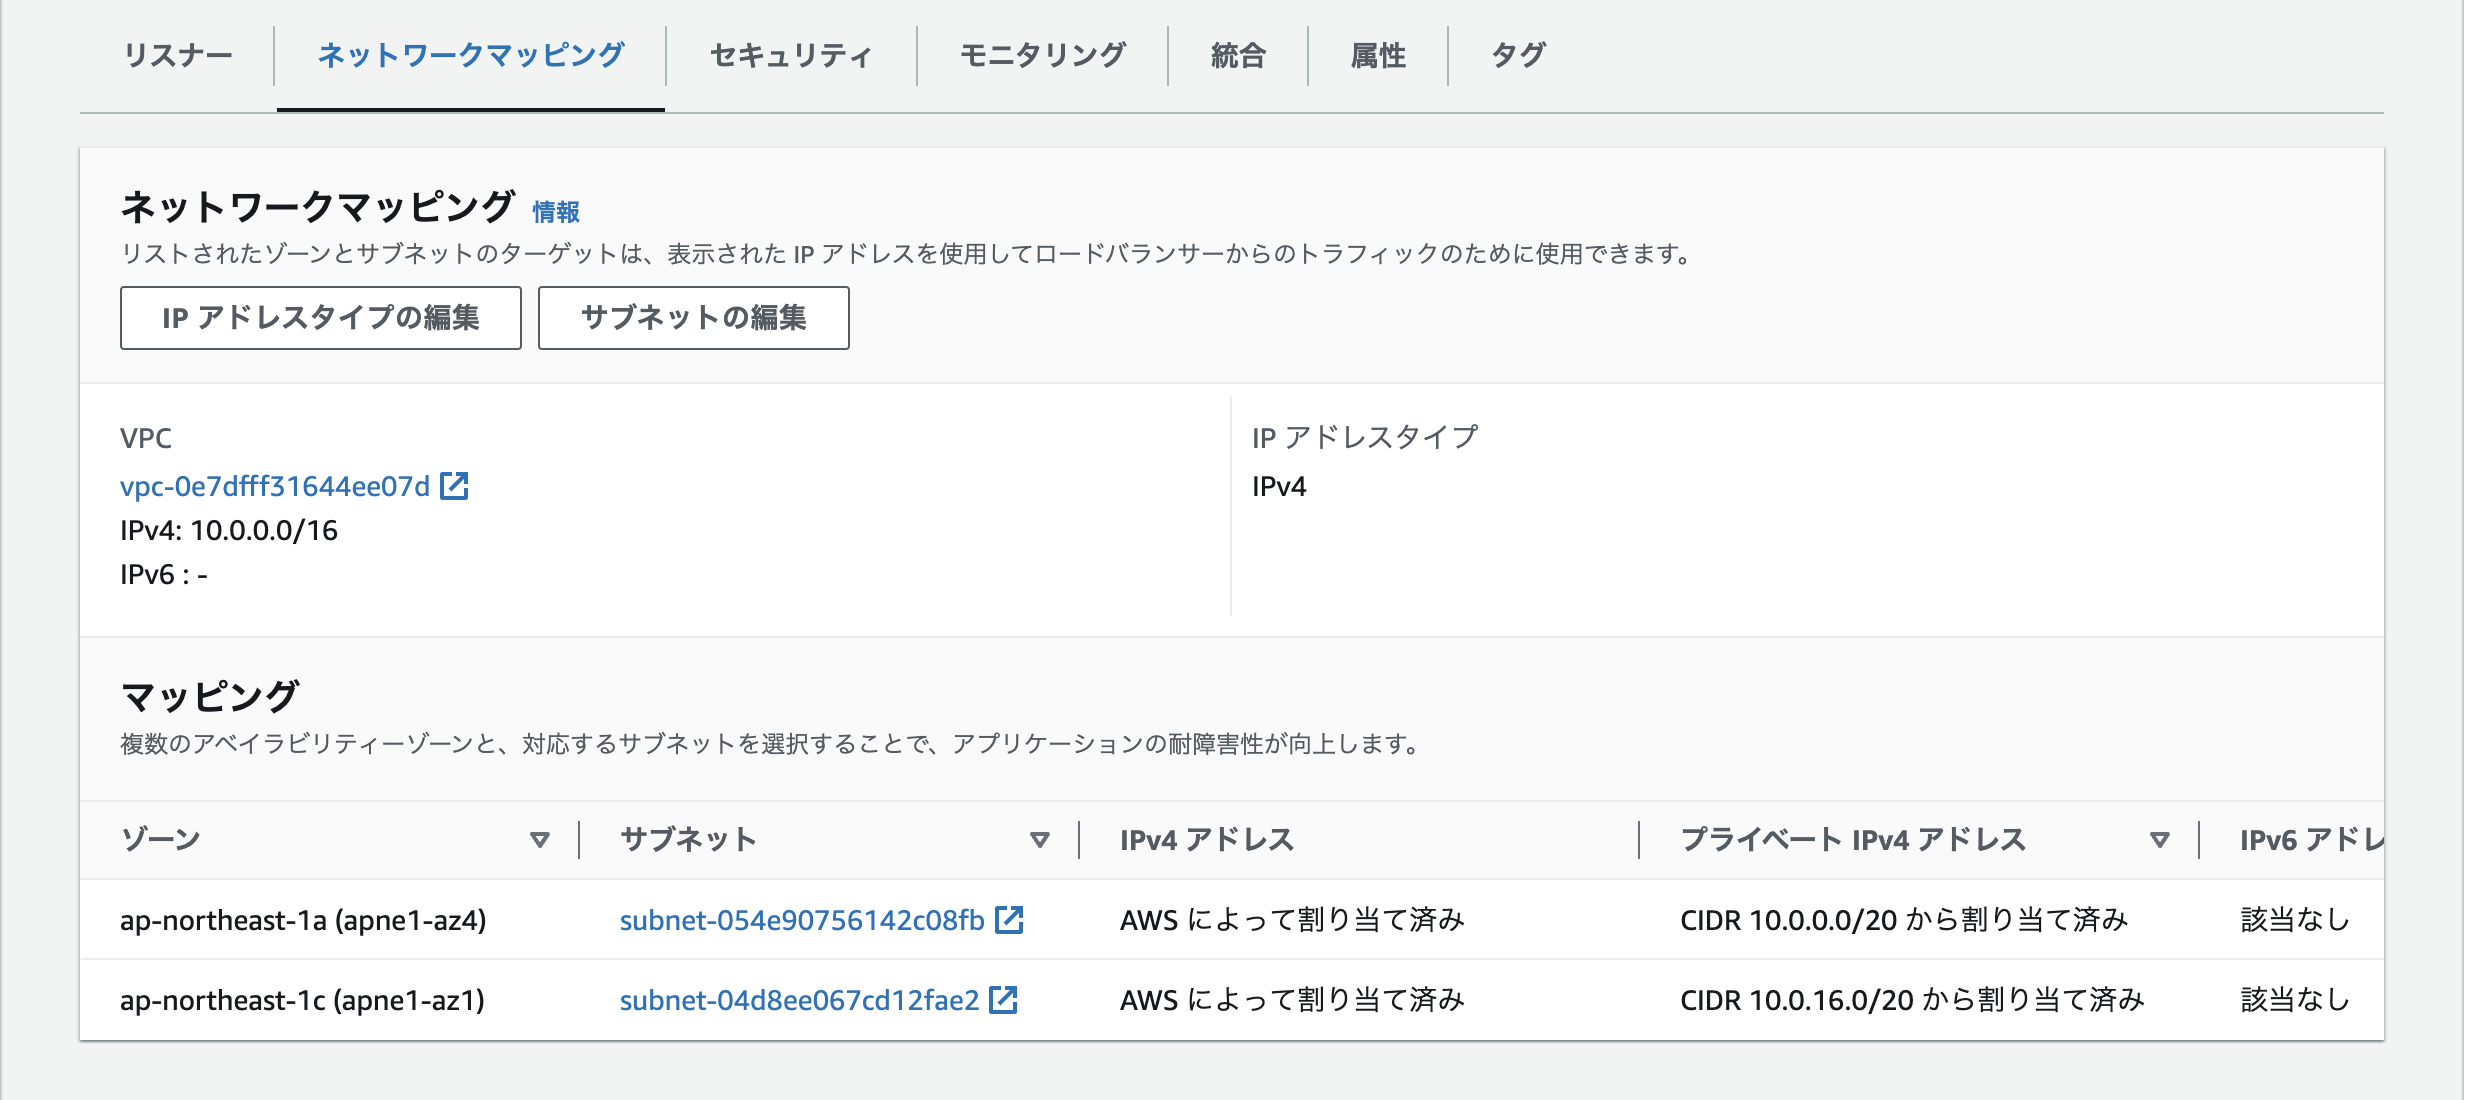 リスナー ネットワークマッピング セキュリティ モニタリング 統合 属性 タグ
ネットワークマッピング 情報
リストされたゾーンとサブネットのターゲットは、表示された IP アドレスを使用してロードバランサーからのトラフィックのために使用できます。
IP アドレスタイプの編集 サブネットの編集
VPC
vpc-0e7dfff31644ee07d
IPv4: 10.0.0.0/16
IPv6 : -
IP アドレスタイプ
IPv4
マッピング
複数のアベイラビリティーゾーンと、対応するサブネットを選択することで、アプリケーションの耐障害性が向上します。
ゾーン サブネット IPv4 アドレス プライベート IPv4 アドレス IPv6 アドレ
ap-northeast-1a (apne1-az4) subnet-054e90756142c08fb AWS によって割り当て済み CIDR 10.0.0.0/20 から割り当て済み 該当なし
ap-northeast-1c (apne1-az1) subnet-04d8ee067cd12fae2 AWS によって割り当て済み CIDR 10.0.16.0/20 から割り当て済み 該当なし